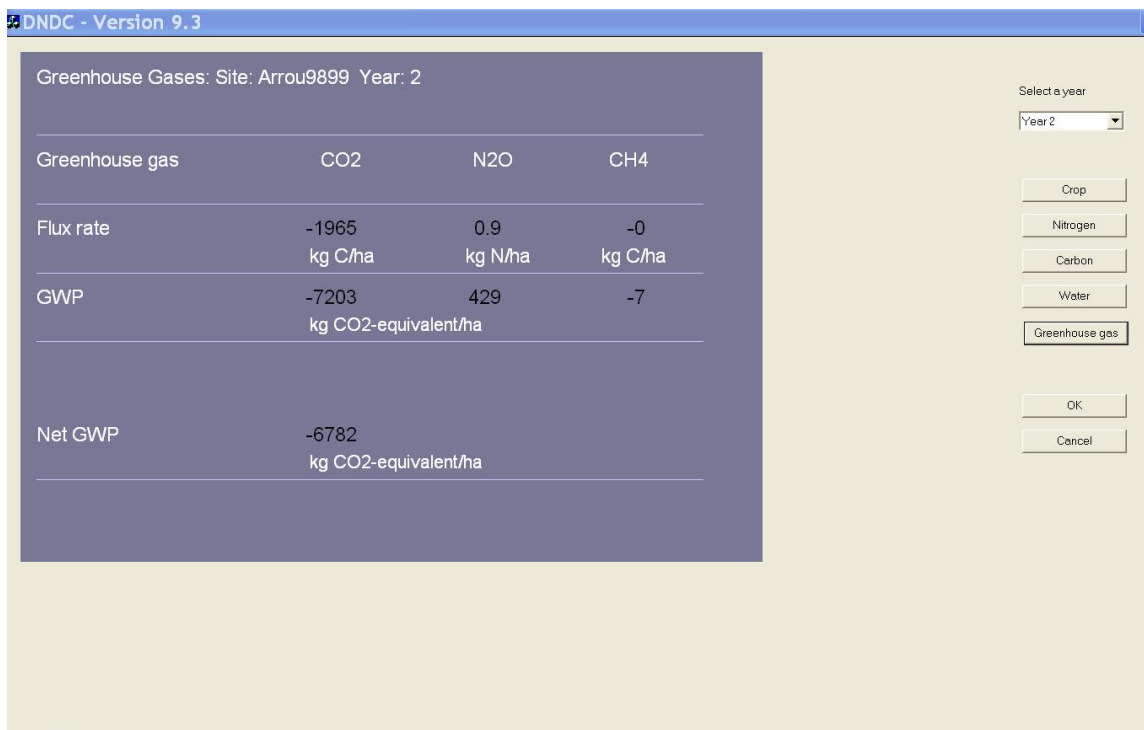 DNDC - Version 9.3
Greenhouse Gases: Site: Arrou9899 Year: 2
Greenhouse gas CO2 N2O CH4
Flux rate -1965 0.9 -0
kg C/ha kg N/ha kg C/ha
GWP -7203 429 -7
kg CO2-equivalent/ha
Net GWP -6782
kg CO2-equivalent/ha
Select a year
Year 2
Crop
Nitrogen
Carbon
Water
Greenhouse gas
OK
Cancel